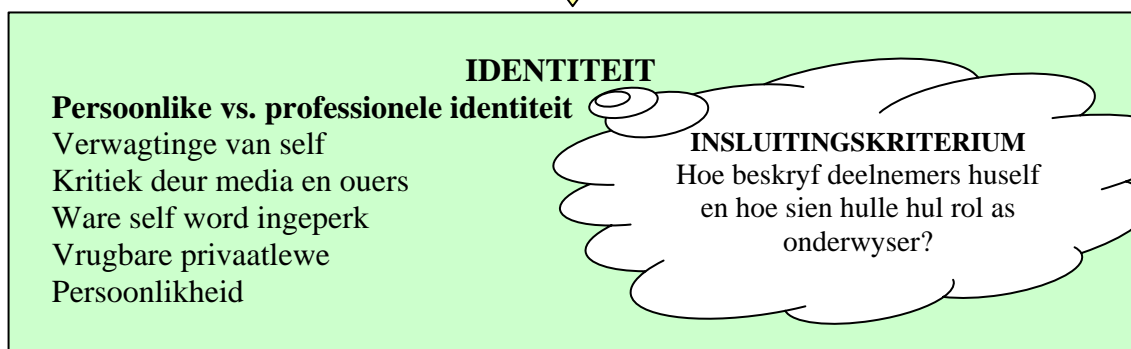 IDENTITEIT
Persoonlike vs. professionele identiteit
Verwagtinge van self
Kritiek deur media en ouers
Ware self word ingeperk
Vrugbare privaatlewe
Persoonlikheid
INSLUITINGSKRITERIUM
Hoe beskryf deelnemers huself
en hoe sien hulle hul rol as
onderwyser?